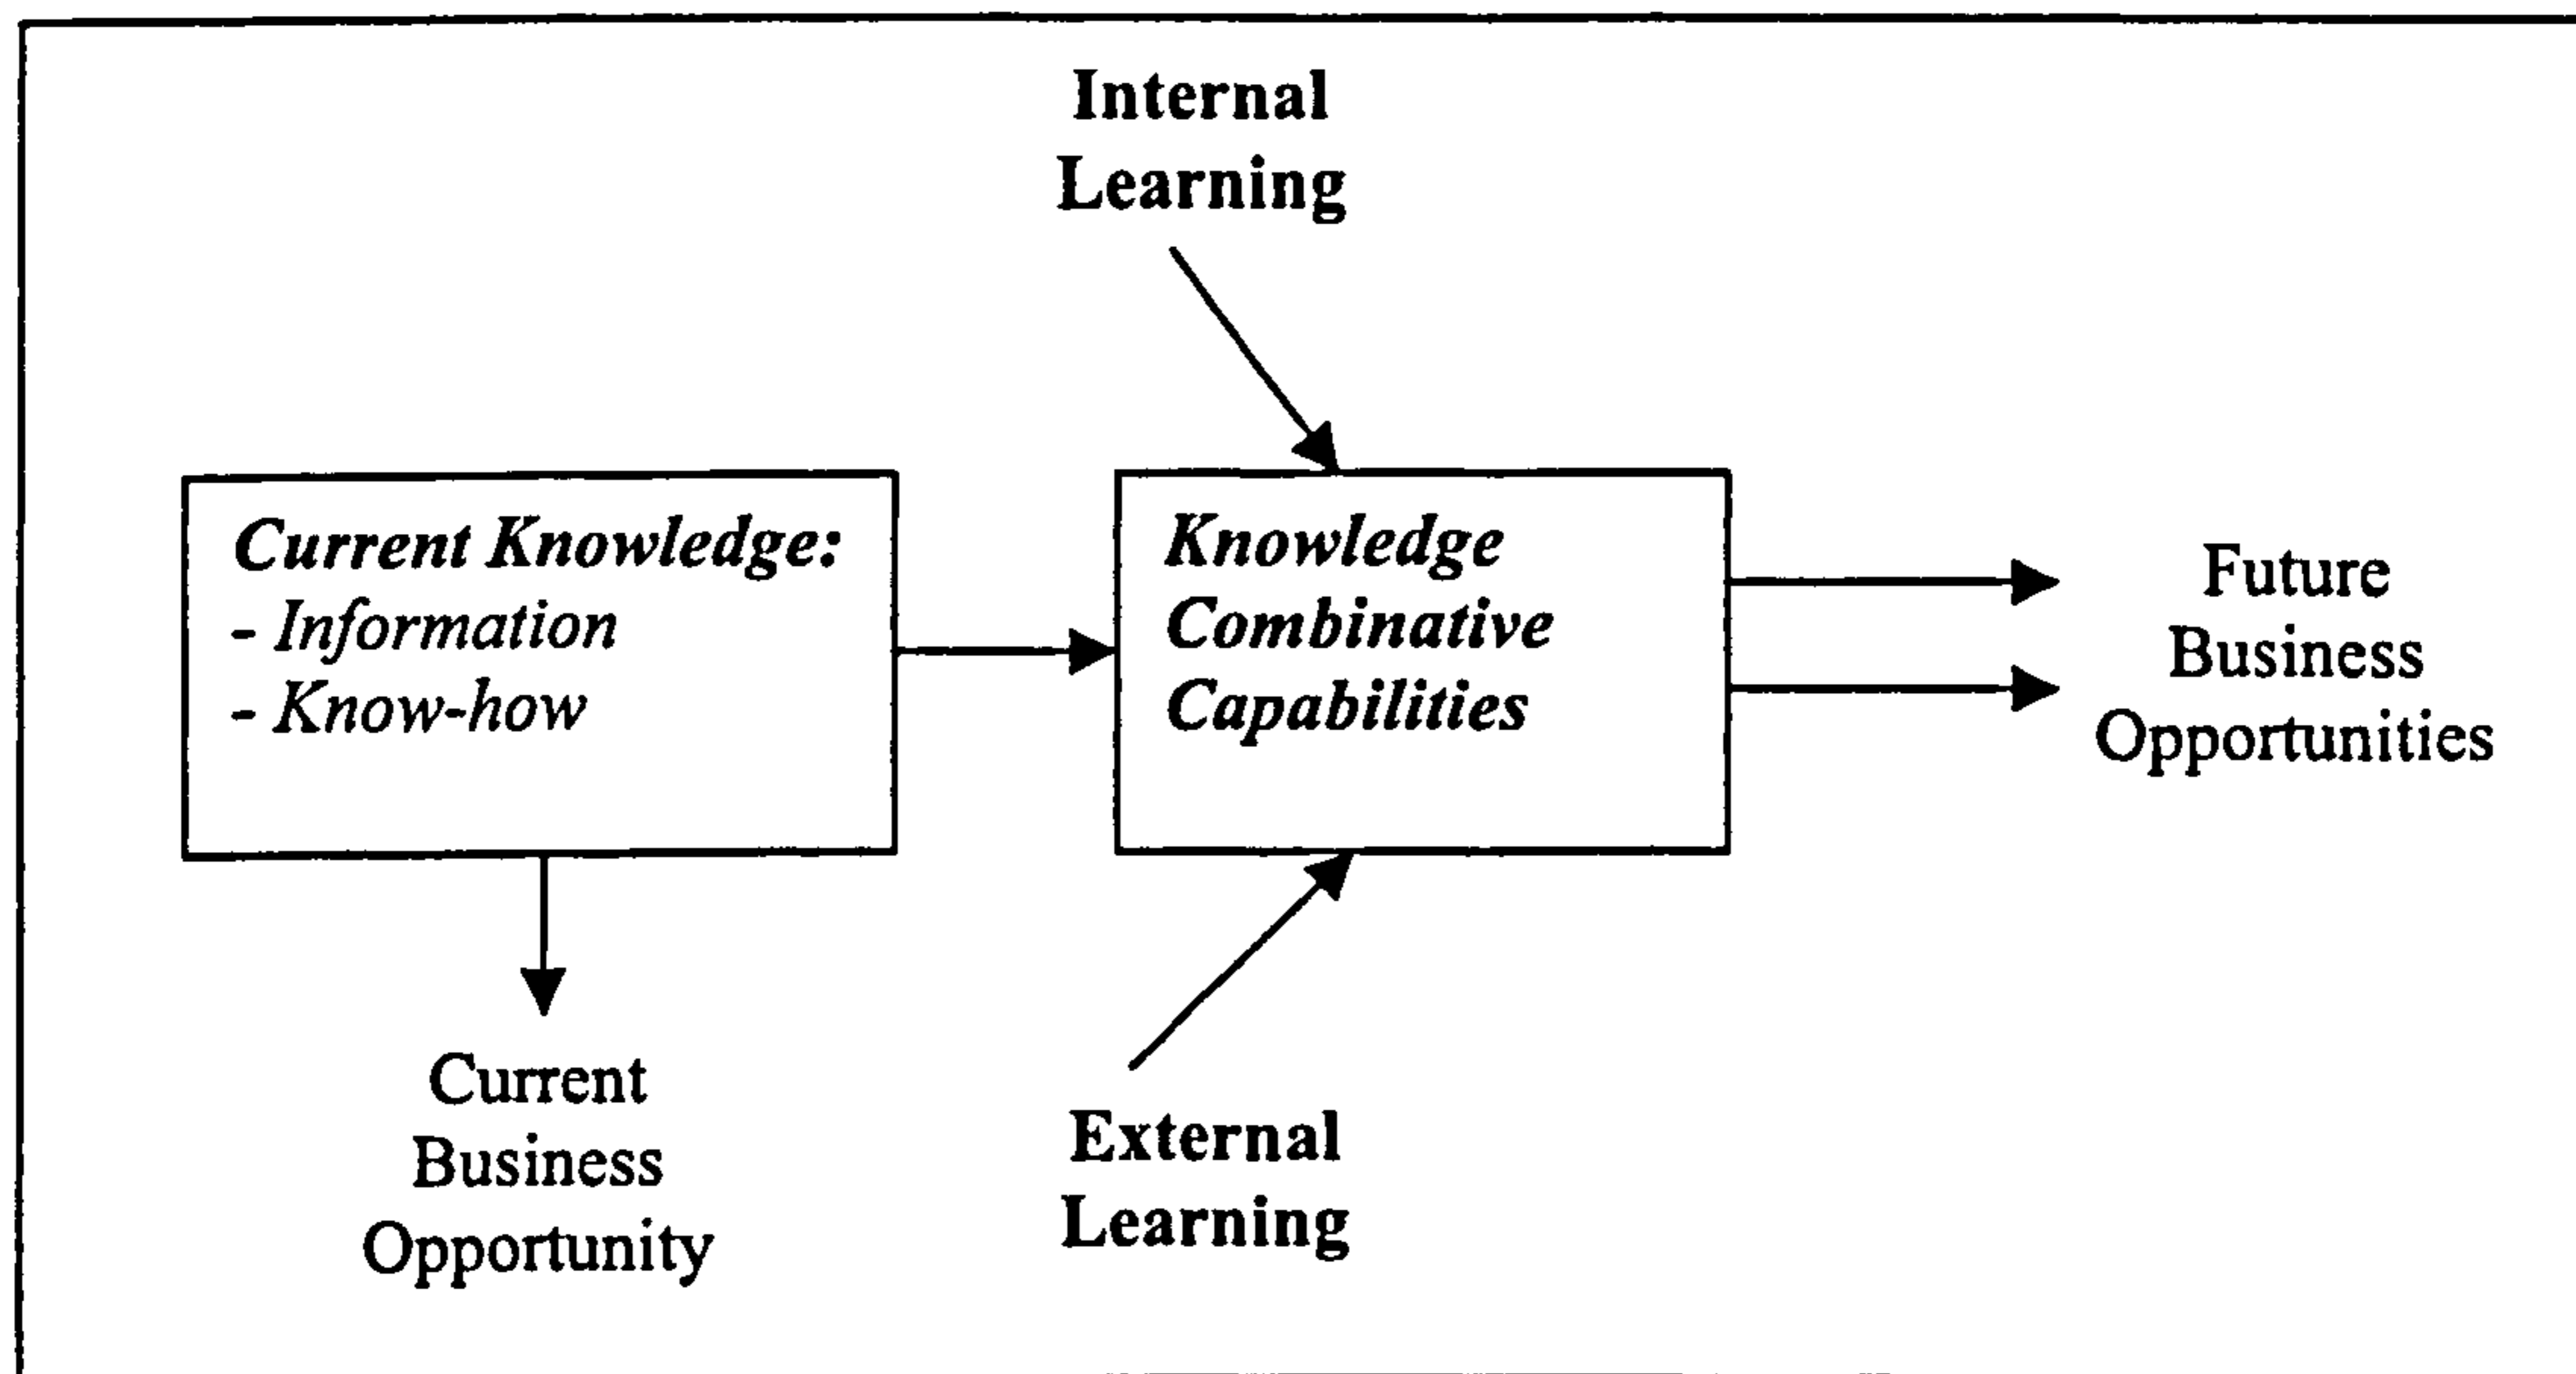 Internal
Learning
Current Knowledge:
- Information
- Know-how
Knowledge
Combinative
Capabilities
Future
Business
Opportunities
Current
Business
Opportunity
External
Learning